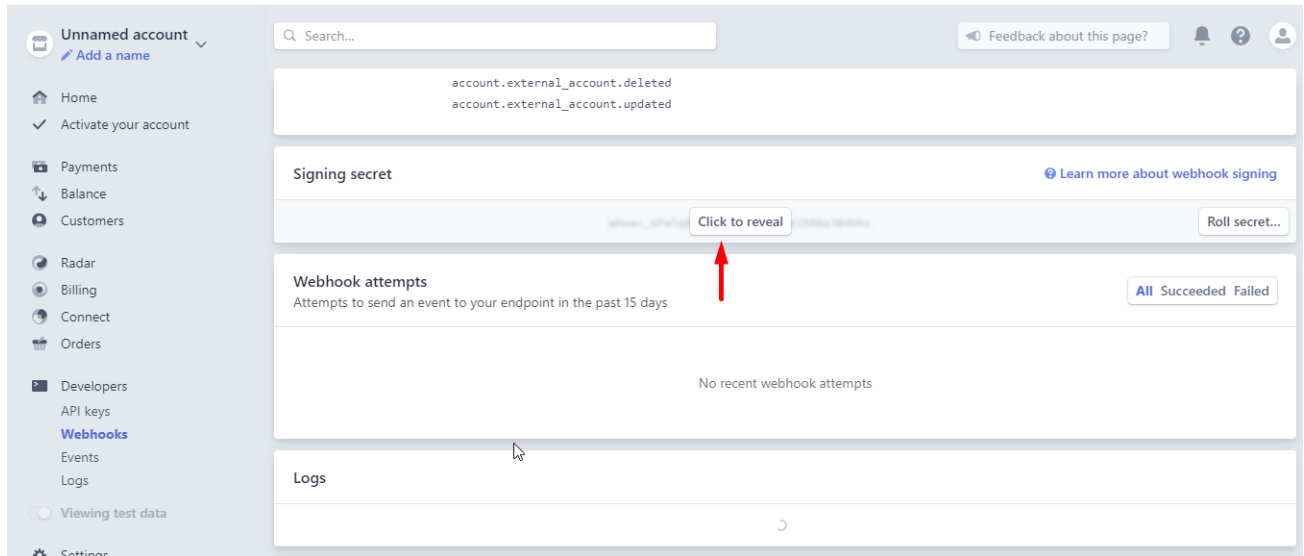 Unnamed account
Add a name
Search...
Feedback about this page?
Home
Activate your account
Payments
Balance
Customers
Radar
Billing
Connect
Orders
Developers
API keys
Webhooks
Events
Logs
Viewing test data
Settings
account.external_account.deleted
account.external_account.updated
Signing secret
Learn more about webhook signing
Click to reveal
Roll secret...
Webhook attempts
Attempts to send an event to your endpoint in the past 15 days
All Succeeded Failed
No recent webhook attempts
Logs